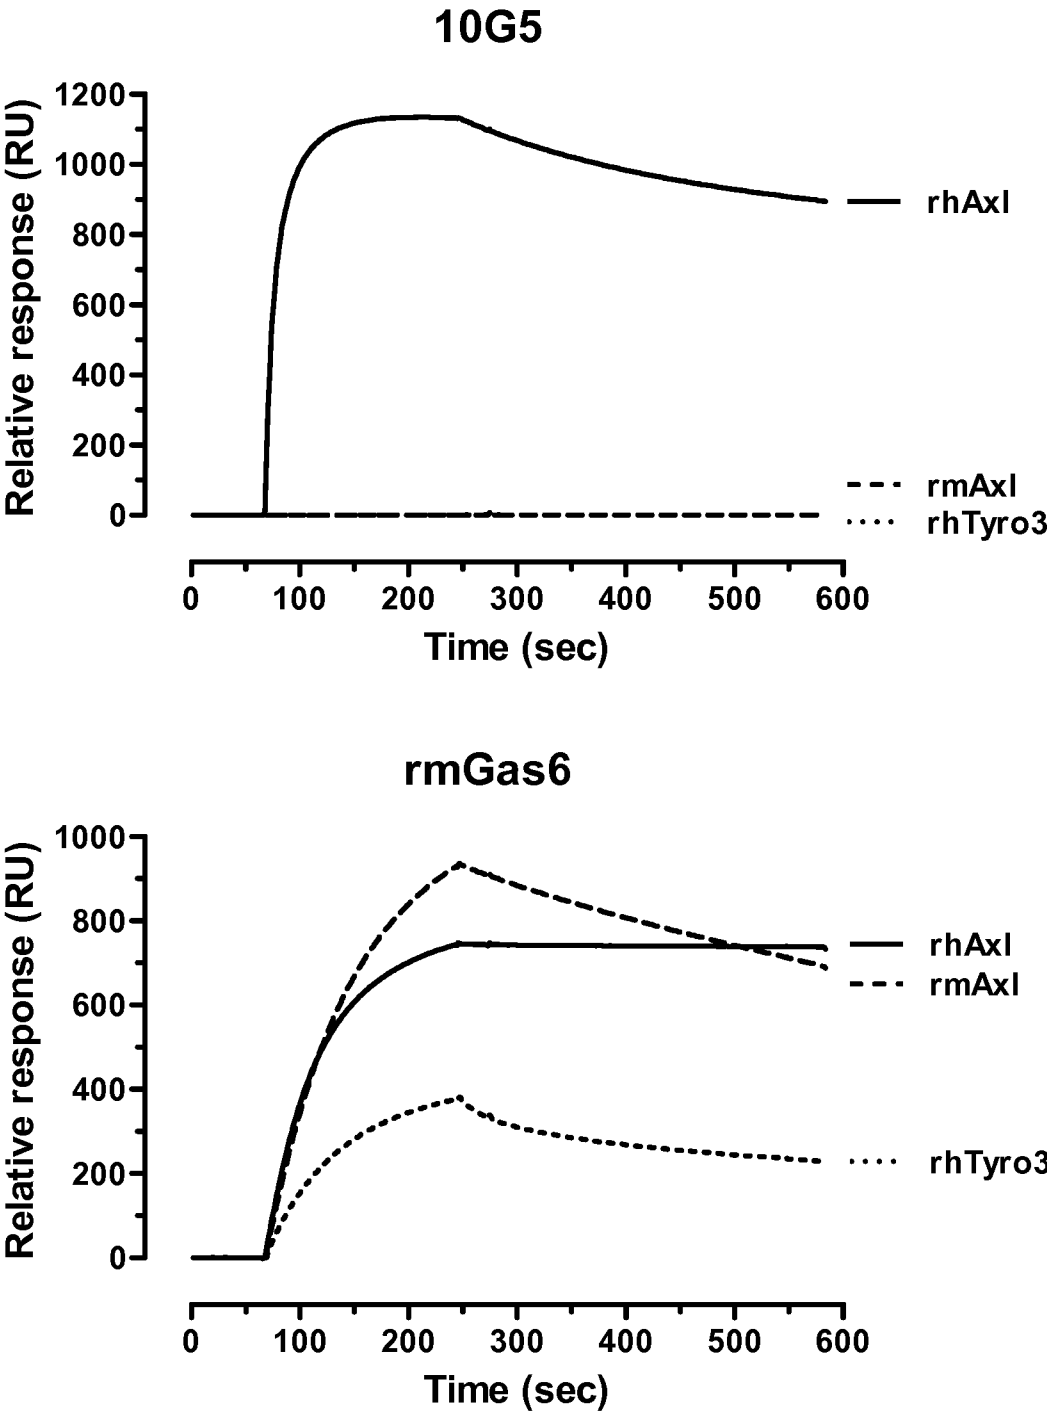 10G5
Relative response (RU)
1200
1000
800
600
400
200
0
rhAxl
rmAxl
rhTyro3
0 100 200 300 400 500 600
Time (sec)
rmGas6
Relative response (RU)
1000
800
600
400
200
0
rhAxl
rmAxl
rhTyro3
0 100 200 300 400 500 600
Time (sec)